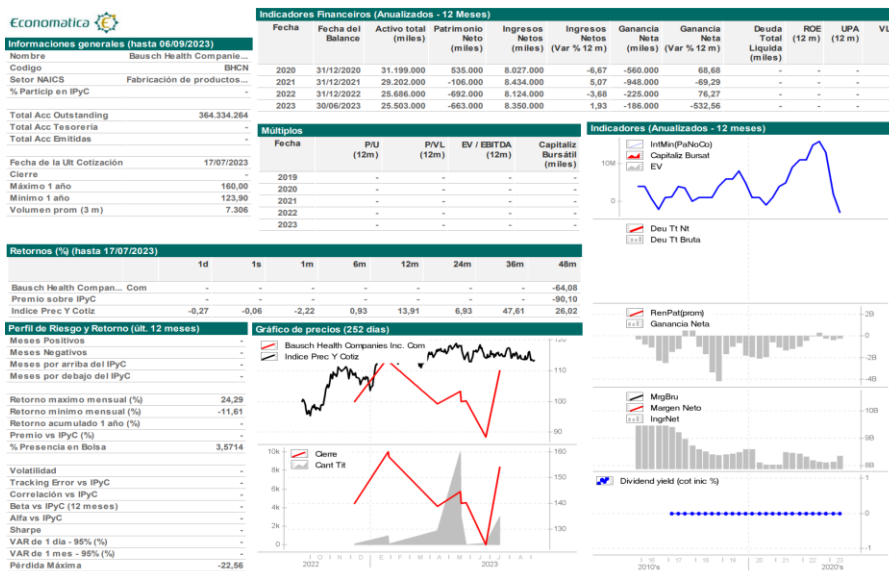 Economatica
Informaciones generales (hasta 06/09/2023)
Nombre Bausch Health Companie...
Codigo BHCN
Setor NAICS Fabricación de productos...
% Particip en IPyC -
Total Acc Outstanding 364.334.264
Total Acc Tesorería -
Total Acc Emitidas -
Fecha de la Ult Cotización 17/07/2023
Cierre -
Máximo 1 año 160,00
Mínimo 1 año 123,90
Volumen prom (3 m) 7.306
Indicadores Financieros (Anualizados - 12 Meses)
Fecha Fecha del Balance Activo total (miles) Patrimonio Neto (miles) Ingresos Netos (miles) Ingresos Netos (Var % 12 m) Ganancia Neta (miles) Ganancia Neta (Var % 12 m) Deuda Total Liquida (miles) ROE (12 m) UPA (12 m) VL
2020 31/12/2020 31.199.000 535.000 8.027.000 -6,67 -560.000 68,68 - - -
2021 31/12/2021 29.202.000 -106.000 8.434.000 5,07 -948.000 -69,29 - - -
2022 31/12/2022 25.686.000 -692.000 8.124.000 -3,68 -225.000 76,27 - - -
2023 30/06/2023 25.503.000 -663.000 8.350.000 1,93 -186.000 -532,56 - - -
Múltiplos
Fecha P/U (12m) P/VL (12m) EV / EBITDA (12m) Capitaliz Bursátil (miles)
2019 - - - -
2020 - - - -
2021 - - - -
2022 - - - -
2023 - - - -
Indicadores (Anualizados - 12 meses)
IntMin(PaNoCo)
Capitaliz Bursat
EV
10M
0
Deu Tt Nt
Deu Tt Bruta
RenPat(prom)
Ganancia Neta
2B
0
-2B
-4B
MrgBru
Margen Neto
IngrNet
10B
9B
8B
Dividend yield (cot inic %)
1
0
-1
16 17 18 19 20 21 22 23
2010's 2020's
Retornos (%) (hasta 17/07/2023)
1d 1s 1m 6m 12m 24m 36m 48m
Bausch Health Compan... Com - - - - - - - -64,08
Premio sobre IPyC - - - - - - - -90,10
Indice Prec Y Cotiz -0,27 -0,06 -2,22 0,93 13,91 6,93 47,61 26,02
Perfil de Riesgo y Retorno (últ. 12 meses)
Meses Positivos -
Meses Negativos -
Meses por arriba del IPyC -
Meses por debajo del IPyC -
Retorno maximo mensual (%) 24,29
Retorno minimo mensual (%) -11,61
Retorno acumulado 1 año (%) -
Premio vs IPyC (%) -
% Presencia en Bolsa 3,5714
Volatilidad -
Tracking Error vs IPyC -
Correlación vs IPyC -
Beta vs IPyC (12 meses) -
Alfa vs IPyC -
Sharpe -
VAR de 1 dia - 95% (%) -
VAR de 1 mes - 95% (%) -
Pérdida Máxima -22,56
Gráfico de precios (252 días)
Bausch Health Companies Inc. Com
Indice Prec Y Cotiz
120
110
100
90
Cierre
Cant Tit
10k
8k
6k
4k
2k
0
160
150
140
130
O N D E F M A M J J A
2022 2023